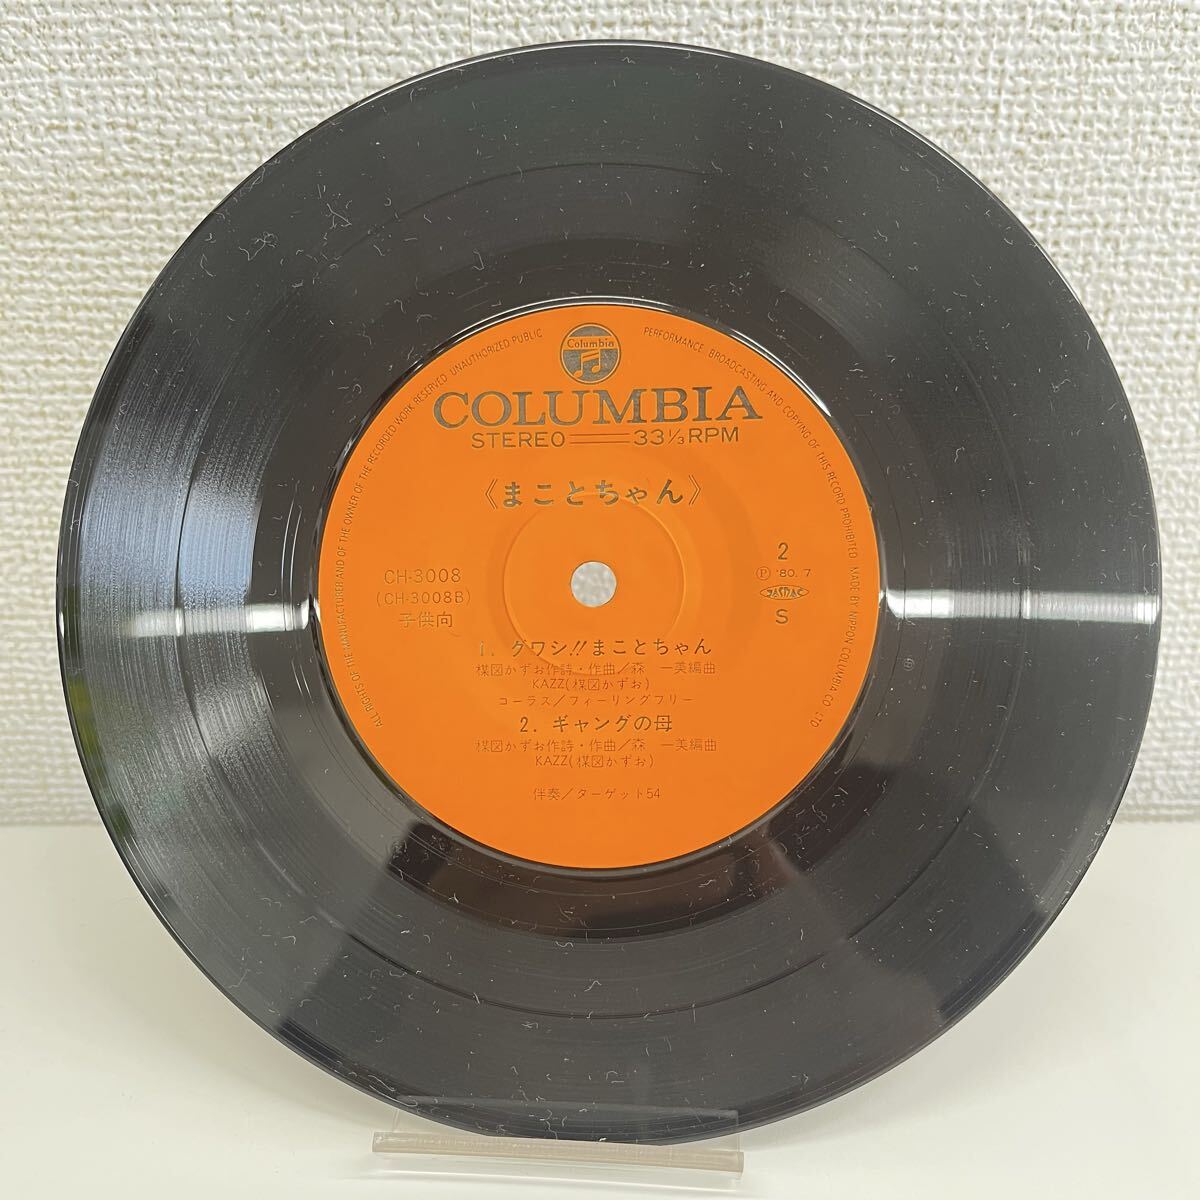 Columbia
COLUMBIA
STEREO 33 1/3 RPM
《まことちゃん》
CH-3008
(CH-3008B)
子供向
2
Ⓟ '80. 7
JASRAC
S
1. グワシ!! まことちゃん
楳図かずお作詩・作曲/森 一美編曲
KAZZ(楳図かずお)
コーラス/フィーリングフリー
2. ギャングの母
楳図かずお作詩・作曲/森 一美編曲
KAZZ(楳図かずお)
伴奏/ターゲット54
ALL RIGHTS OF THE MANUFACTURER AND OF THE OWNER OF THE RECORDED WORK RESERVED. UNAUTHORIZED PUBLIC PERFORMANCE. BROADCASTING AND COPYING OF THIS RECORD PROHIBITED. MADE BY NIPPON COLUMBIA CO. LTD